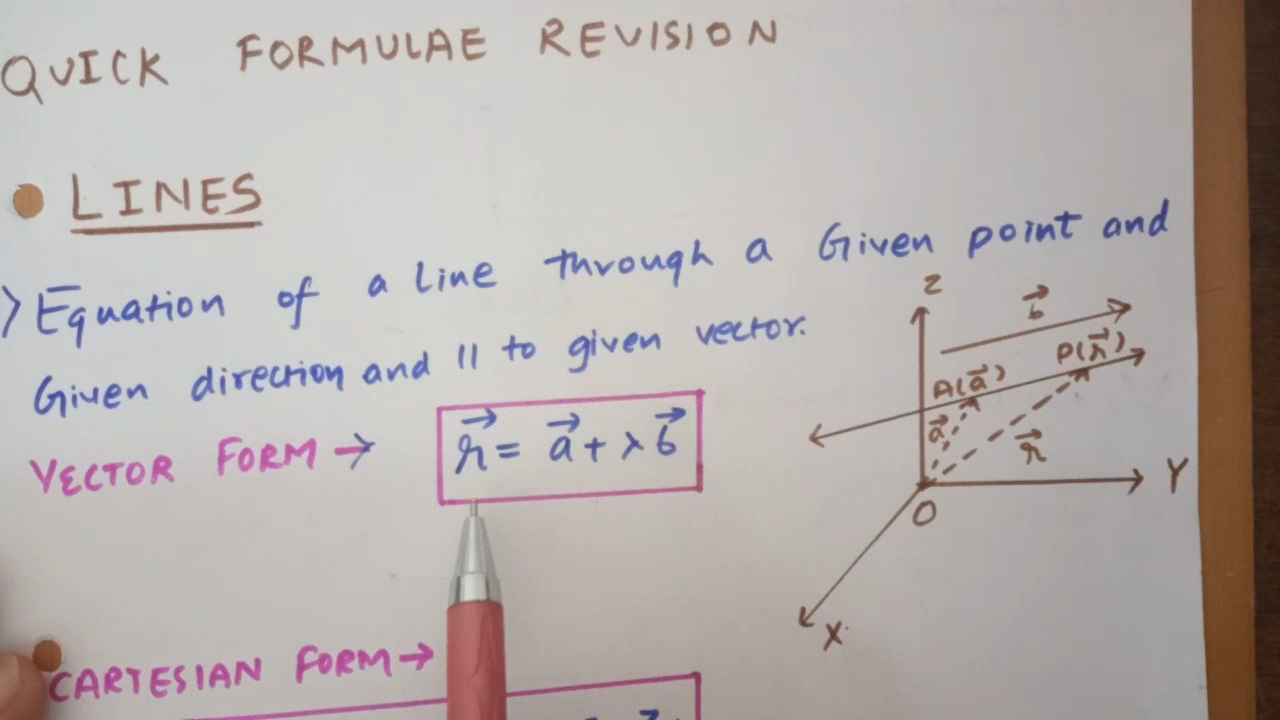 QUICK FORMULAE REVISION
• LINES
> Equation of a Line through a Given point and
Given direction and || to given vector.
VECTOR FORM → r⃗ = a⃗ + λ b⃗
CARTESIAN FORM →
Z
b⃗
A(a⃗)
P(r⃗)
a⃗
r⃗
O
Y
X